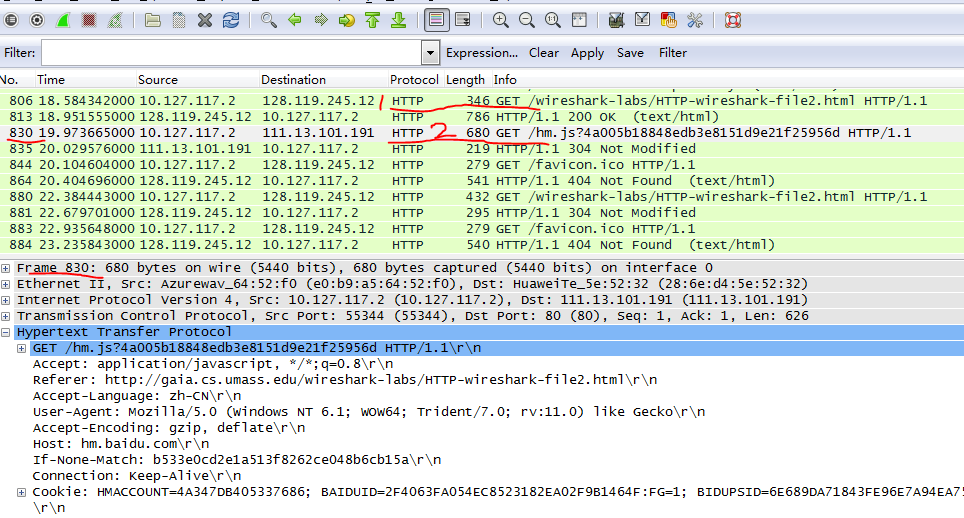 Filter: Expression... Clear Apply Save Filter
No. Time Source Destination Protocol Length Info
806 18.584342000 10.127.117.2 128.119.245.12 1 HTTP 346 GET /wireshark-labs/HTTP-wireshark-file2.html HTTP/1.1
813 18.951555000 128.119.245.12 10.127.117.2 HTTP 786 HTTP/1.1 200 OK (text/html)
830 19.973665000 10.127.117.2 111.13.101.191 HTTP 2 680 GET /hm.js?4a005b18848edb3e8151d9e21f25956d HTTP/1.1
835 20.029576000 111.13.101.191 10.127.117.2 HTTP 219 HTTP/1.1 304 Not Modified
844 20.104604000 10.127.117.2 128.119.245.12 HTTP 279 GET /favicon.ico HTTP/1.1
864 20.404696000 128.119.245.12 10.127.117.2 HTTP 541 HTTP/1.1 404 Not Found (text/html)
880 22.384443000 10.127.117.2 128.119.245.12 HTTP 432 GET /wireshark-labs/HTTP-wireshark-file2.html HTTP/1.1
881 22.679701000 128.119.245.12 10.127.117.2 HTTP 295 HTTP/1.1 304 Not Modified
883 22.935648000 10.127.117.2 128.119.245.12 HTTP 279 GET /favicon.ico HTTP/1.1
884 23.235843000 128.119.245.12 10.127.117.2 HTTP 540 HTTP/1.1 404 Not Found (text/html)
Frame 830: 680 bytes on wire (5440 bits), 680 bytes captured (5440 bits) on interface 0
Ethernet II, Src: Azurewav_64:52:f0 (e0:b9:a5:64:52:f0), Dst: HuaweiTe_5e:52:32 (28:6e:d4:5e:52:32)
Internet Protocol Version 4, Src: 10.127.117.2 (10.127.117.2), Dst: 111.13.101.191 (111.13.101.191)
Transmission Control Protocol, Src Port: 55344 (55344), Dst Port: 80 (80), Seq: 1, Ack: 1, Len: 626
Hypertext Transfer Protocol
GET /hm.js?4a005b18848edb3e8151d9e21f25956d HTTP/1.1\r\n
Accept: application/javascript, */*;q=0.8\r\n
Referer: http://gaia.cs.umass.edu/wireshark-labs/HTTP-wireshark-file2.html\r\n
Accept-Language: zh-CN\r\n
User-Agent: Mozilla/5.0 (Windows NT 6.1; WOW64; Trident/7.0; rv:11.0) like Gecko\r\n
Accept-Encoding: gzip, deflate\r\n
Host: hm.baidu.com\r\n
If-None-Match: b533e0cd2e1a513f8262ce048b6cb15a\r\n
Connection: Keep-Alive\r\n
Cookie: HMACCOUNT=4A347DB405337686; BAIDUID=2F4063FA054EC8523182EA02F9B1464F:FG=1; BIDUPSID=6E689DA71843FE96E7A94EA75
\r\n